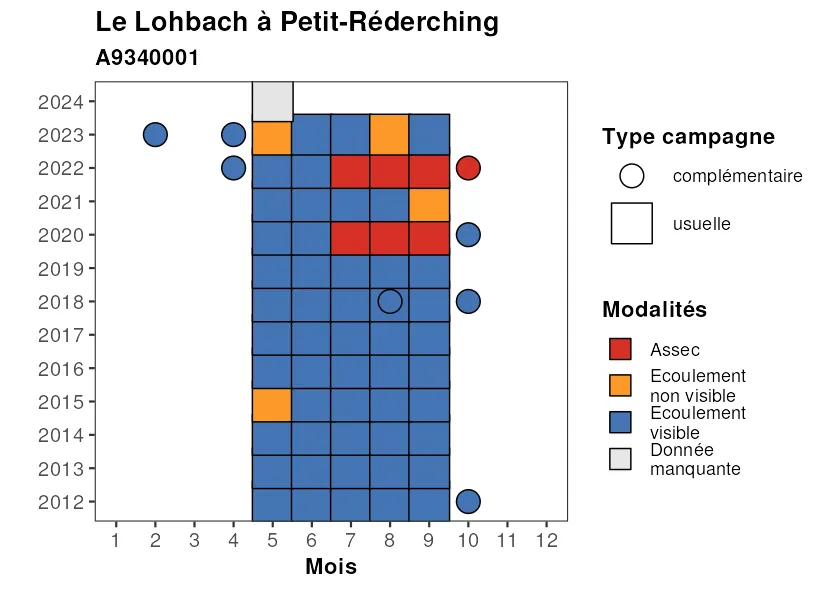 Le Lohbach à Petit-Réderching
A9340001
2024
2023
2022
2021
2020
2019
2018
2017
2016
2015
2014
2013
2012
1 2 3 4 5 6 7 8 9 10 11 12
Mois
Type campagne
complémentaire
usuelle
Modalités
Assec
Ecoulement
non visible
Ecoulement
visible
Donnée
manquante